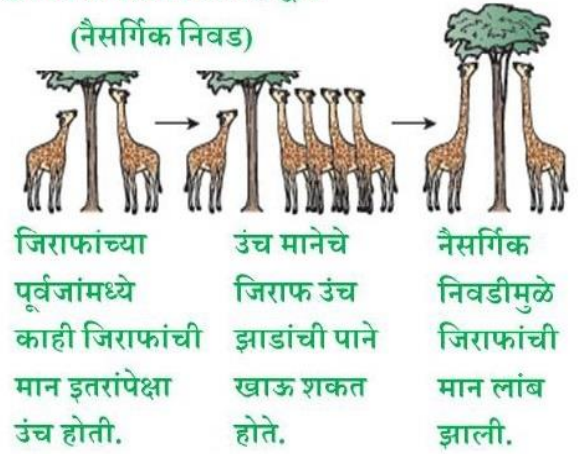 (नैसर्गिक निवड)
जिराफांच्या
पूर्वजांमध्ये
काही जिराफांची
मान इतरांपेक्षा
उंच होती.
उंच मानेचे
जिराफ उंच
झाडांची पाने
खाऊ शकत
होते.
नैसर्गिक
निवडीमुळे
जिराफांची
मान लांब
झाली.